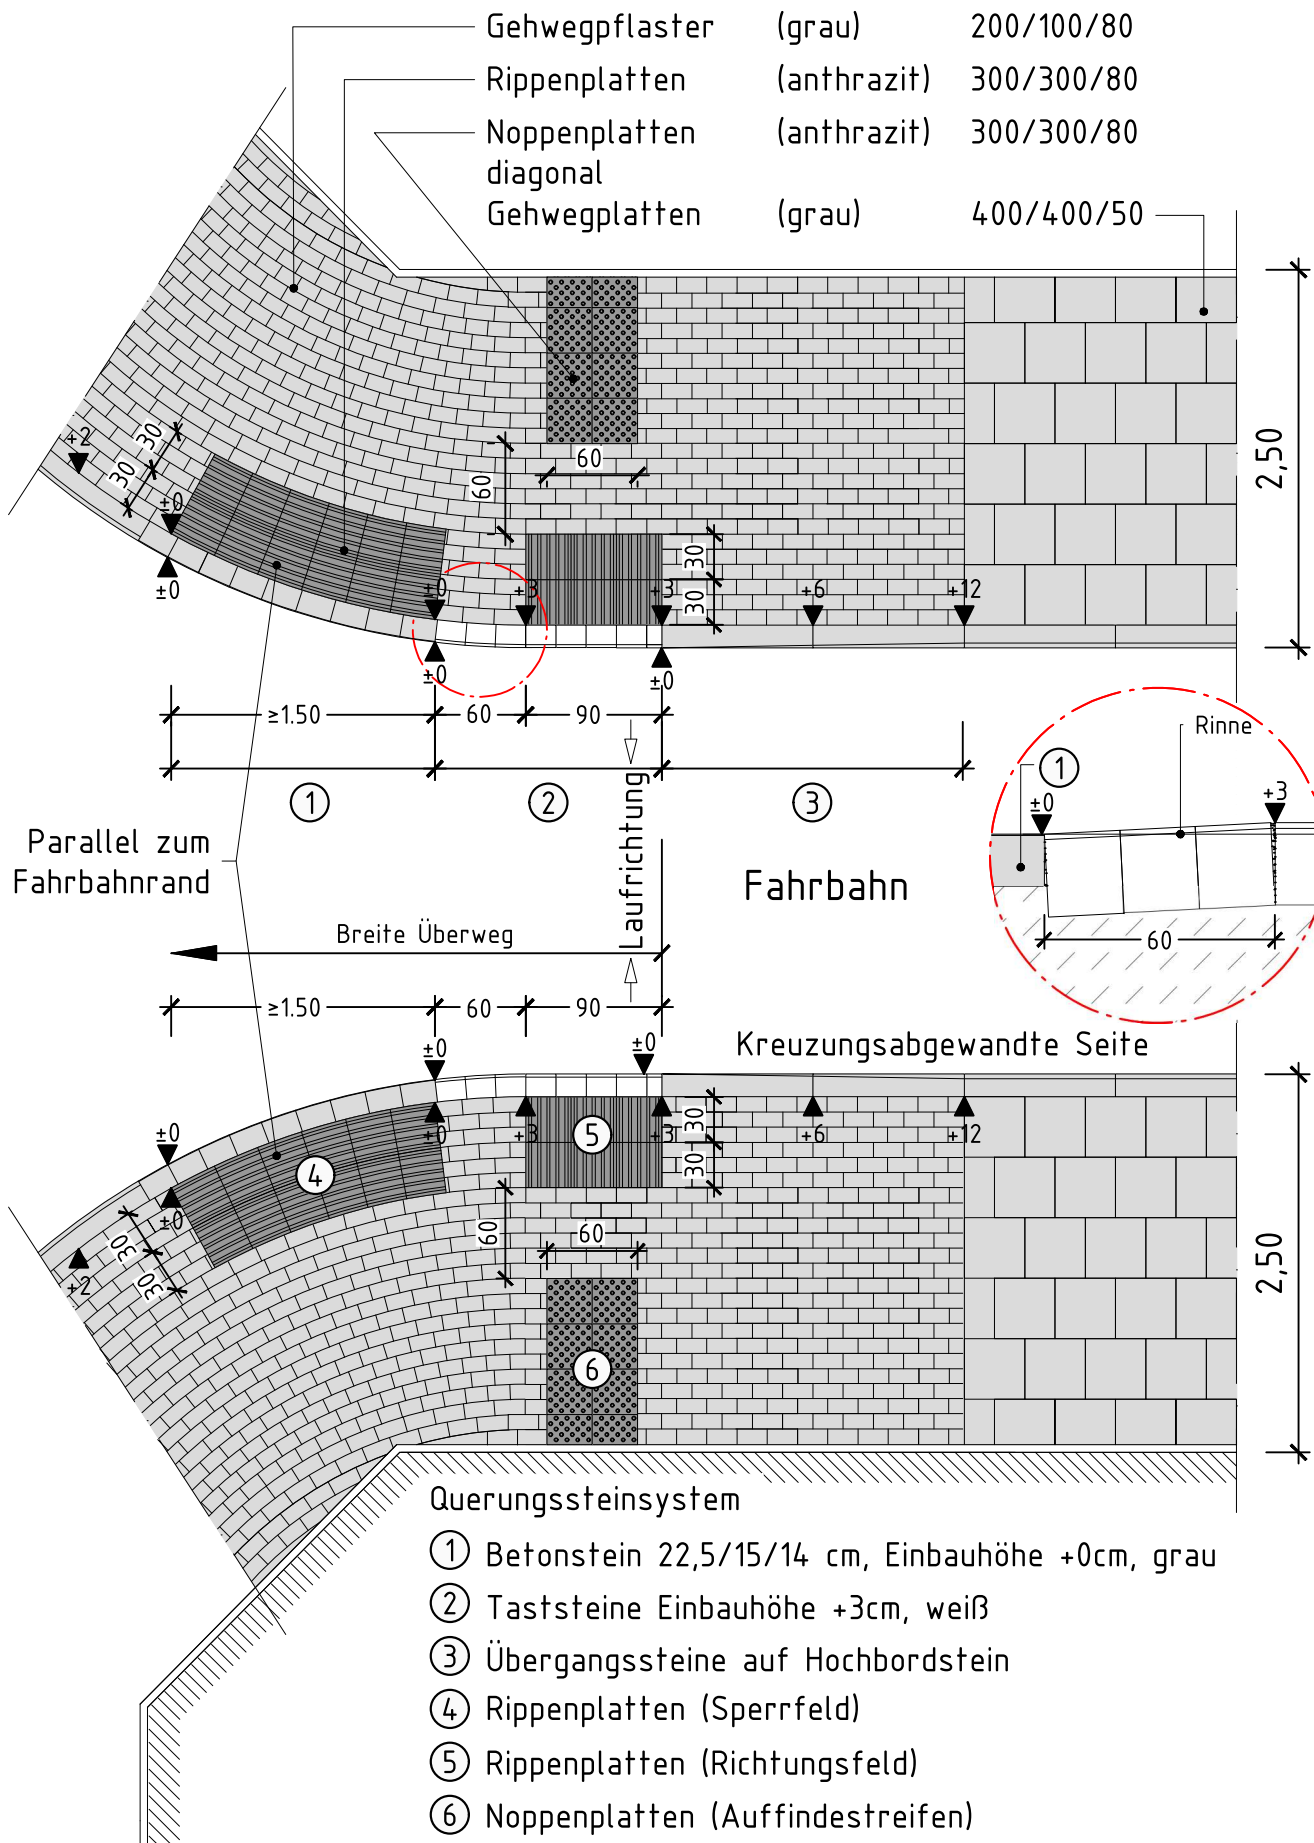 Gehwegpflaster (grau) 200/100/80
Rippenplatten (anthrazit) 300/300/80
Noppenplatten (anthrazit) 300/300/80
diagonal
Gehwegplatten (grau) 400/400/50
2,50
+2
30
30
±0
±0
60
60
30
30
±0
+3
+3
+6
+12
±0
±0
≥1.50
60
90
1
2
3
Laufrichtung
Rinne
1
±0
+3
60
Parallel zum
Fahrbahnrand
Fahrbahn
Breite Überweg
≥1.50
60
90
±0
±0
Kreuzungsabgewandte Seite
±0
±0
+3
5
+3
30
30
+6
+12
4
±0
+2
30
30
60
60
6
2,50
Querungssteinsystem
1 Betonstein 22,5/15/14 cm, Einbauhöhe +0cm, grau
2 Taststeine Einbauhöhe +3cm, weiß
3 Übergangssteine auf Hochbordstein
4 Rippenplatten (Sperrfeld)
5 Rippenplatten (Richtungsfeld)
6 Noppenplatten (Auffindestreifen)